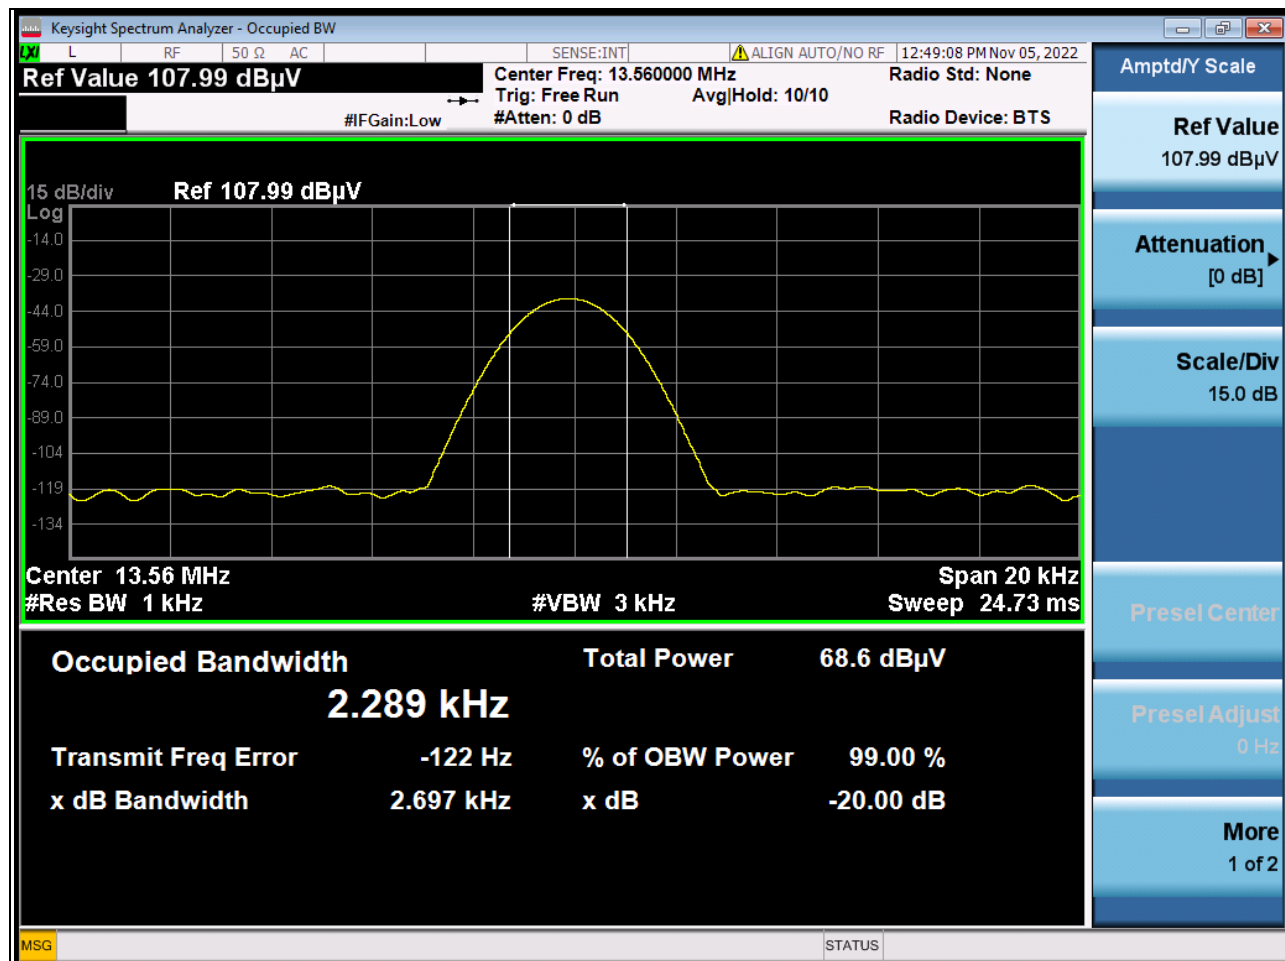 Keysight Spectrum Analyzer - Occupied BW
LXI L RF 50 Ω AC SENSE:INT ALIGN AUTO/NO RF 12:49:08 PM Nov 05, 2022
Ref Value 107.99 dBµV
Center Freq: 13.560000 MHz Radio Std: None
Trig: Free Run Avg|Hold: 10/10
#IFGain:Low #Atten: 0 dB Radio Device: BTS
15 dB/div Ref 107.99 dBµV
Log
-14.0
-29.0
-44.0
-59.0
-74.0
-89.0
-104
-119
-134
Center 13.56 MHz Span 20 kHz
#Res BW 1 kHz #VBW 3 kHz Sweep 24.73 ms
Occupied Bandwidth Total Power 68.6 dBµV
2.289 kHz
Transmit Freq Error -122 Hz % of OBW Power 99.00 %
x dB Bandwidth 2.697 kHz x dB -20.00 dB
MSG STATUS
Amptd/Y Scale
Ref Value
107.99 dBµV
Attenuation
[0 dB]
Scale/Div
15.0 dB
Presel Center
Presel Adjust
0 Hz
More
1 of 2